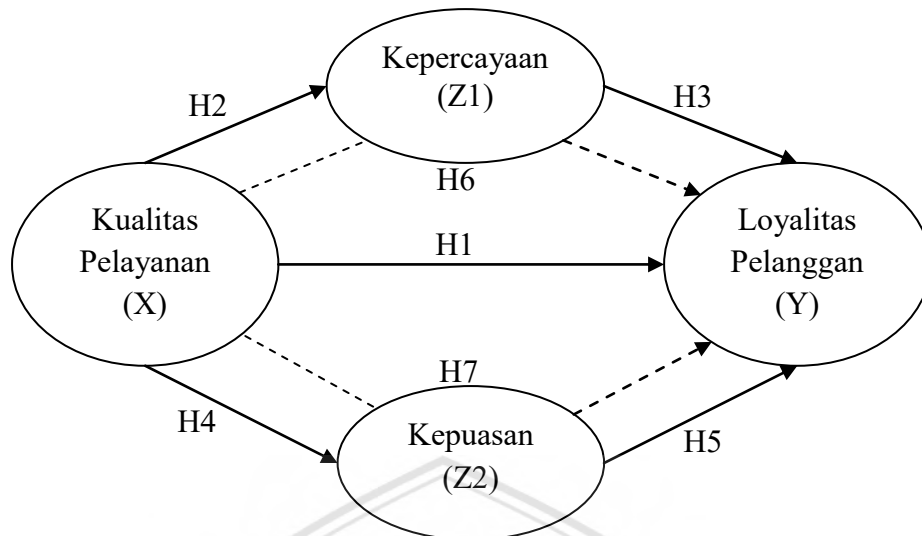 Kepercayaan
(Z1)
H2
H3
H6
Kualitas
Pelayanan
(X)
H1
Loyalitas
Pelanggan
(Y)
H7
H4
Kepuasan
(Z2)
H5